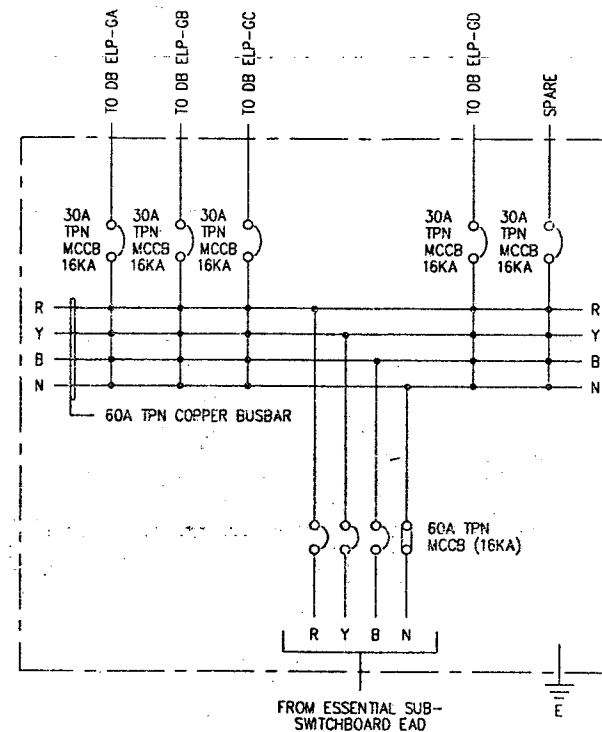 TO DB ELP-GA
TO DB ELP-GB
TO DB ELP-GC
TO DB ELP-GD
SPARE
30A
TPN
MCCB
16KA
30A
TPN
MCCB
16KA
30A
TPN
MCCB
16KA
30A
TPN
MCCB
16KA
30A
TPN
MCCB
16KA
R
R
Y
Y
B
B
N
N
60A TPN COPPER BUSBAR
60A TPN
MCCB (16KA)
R Y B N
FROM ESSENTIAL SUB-
SWITCHBOARD EAD
E